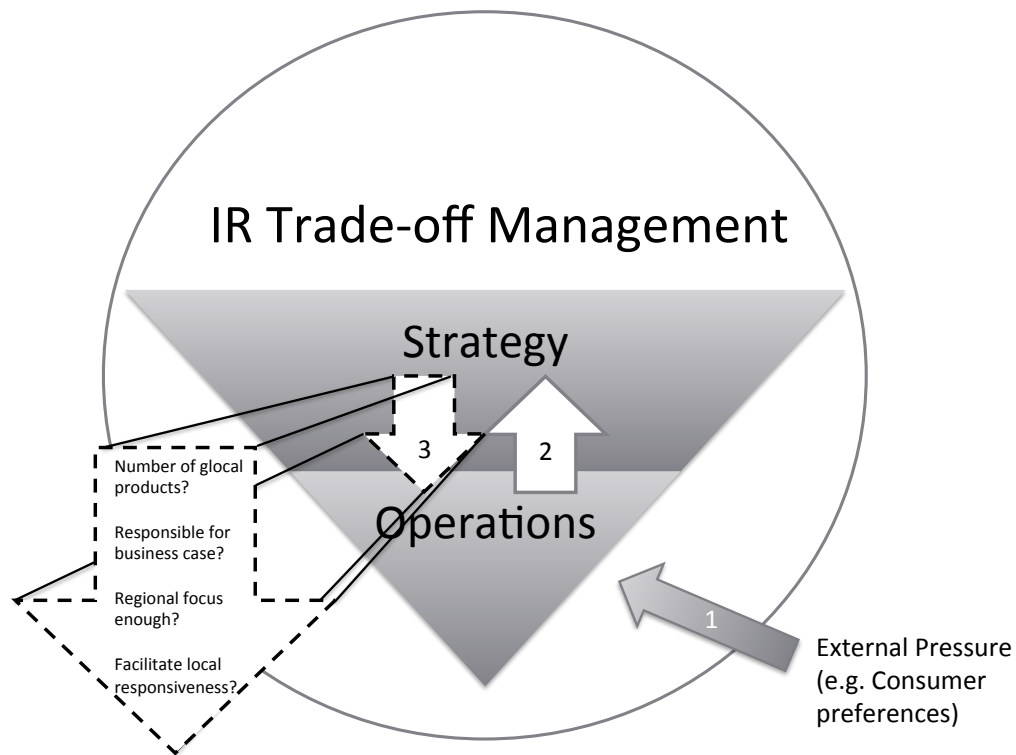 IR Trade-off Management
Strategy
3
2
Operations
Number of glocal
products?
Responsible for
business case?
Regional focus
enough?
Facilitate local
responsiveness?
1
External Pressure
(e.g. Consumer
preferences)